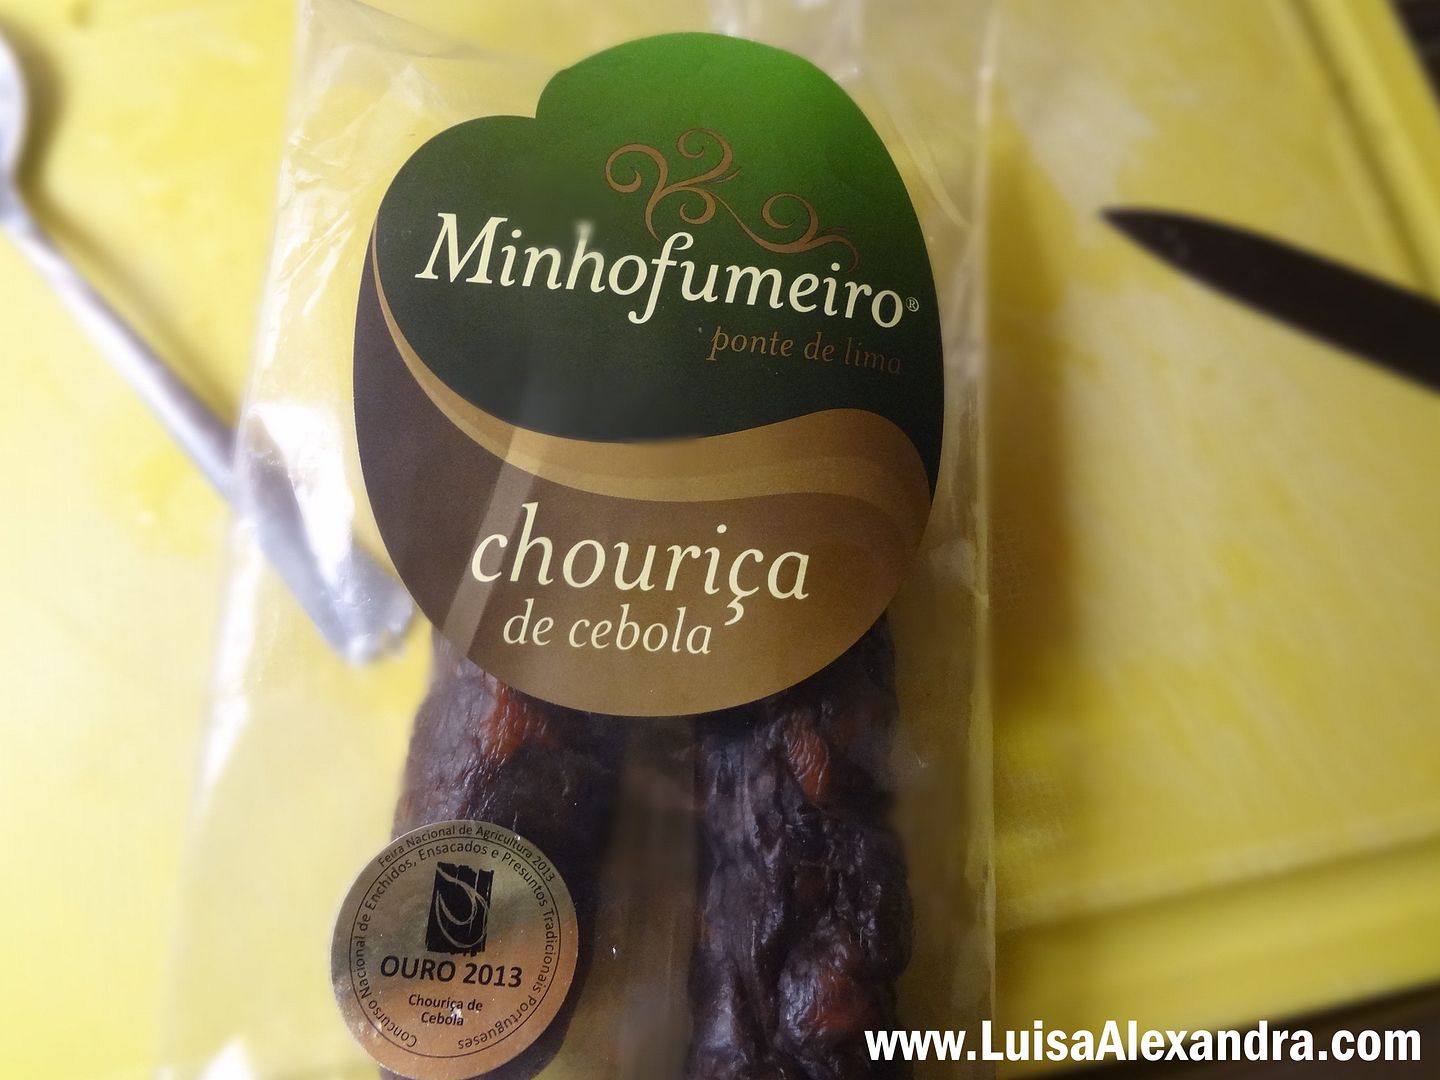 Minhofumeiro®
ponte de lima
chouriça
de cebola
Feira Nacional de Agricultura 2013
Concurso Nacional de Enchidos, Ensacados e Presuntos Tradicionais Portugueses
OURO 2013
Chouriça de
Cebola
www.LuisaAlexandra.com